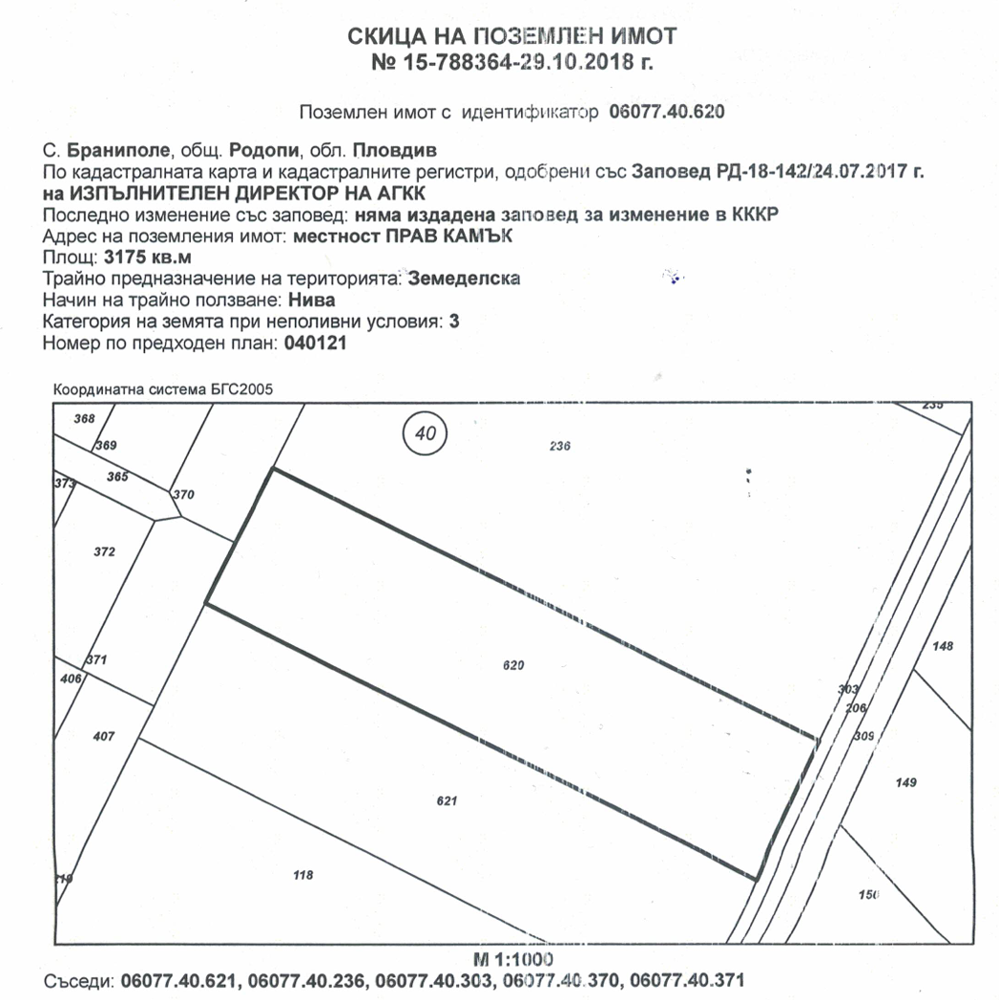 СКИЦА НА ПОЗЕМЛЕН ИМОТ
№ 15-788364-29.10.2018 г.
Поземлен имот с идентификатор 06077.40.620
С. Браниполе, общ. Родопи, обл. Пловдив
По кадастралната карта и кадастралните регистри, одобрени със Заповед РД-18-142/24.07.2017 г.
на ИЗПЪЛНИТЕЛЕН ДИРЕКТОР НА АГКК
Последно изменение със заповед: няма издадена заповед за изменение в КККР
Адрес на поземления имот: местност ПРАВ КАМЪК
Площ: 3175 кв.м
Трайно предназначение на територията: Земеделска
Начин на трайно ползване: Нива
Категория на земята при неполивни условия: 3
Номер по предходен план: 040121
Координатна система БГС2005
235
368
40
369
236
365
373
370
372
148
371
620
406
303
206
407
309
149
621
118
150
М 1:1000
Съседи: 06077.40.621, 06077.40.236, 06077.40.303, 06077.40.370, 06077.40.371